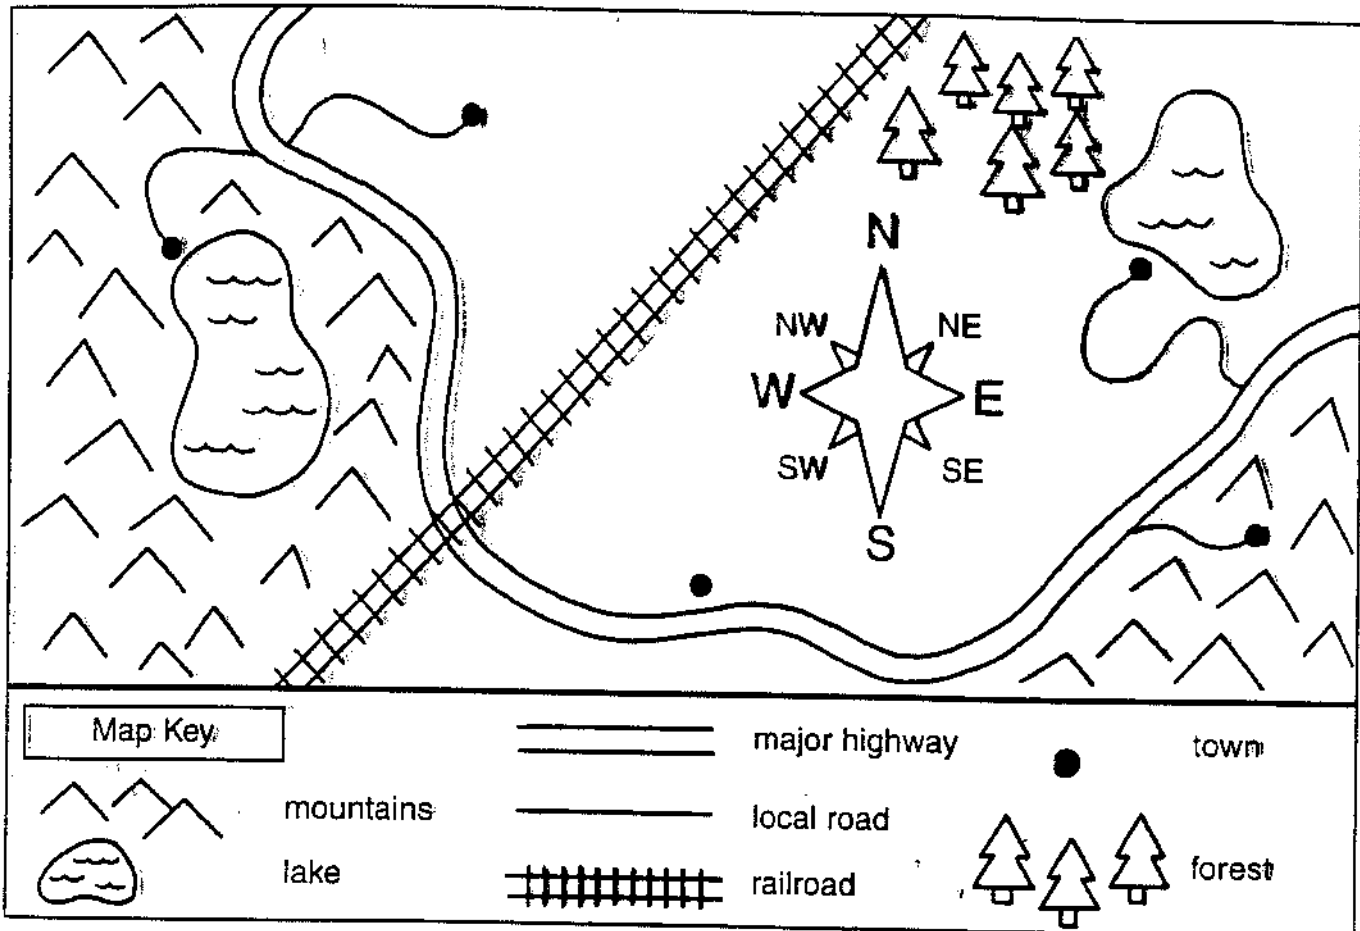 N
NW NE
W E
SW SE
S
Map Key
mountains
lake
major highway
local road
railroad
town
forest